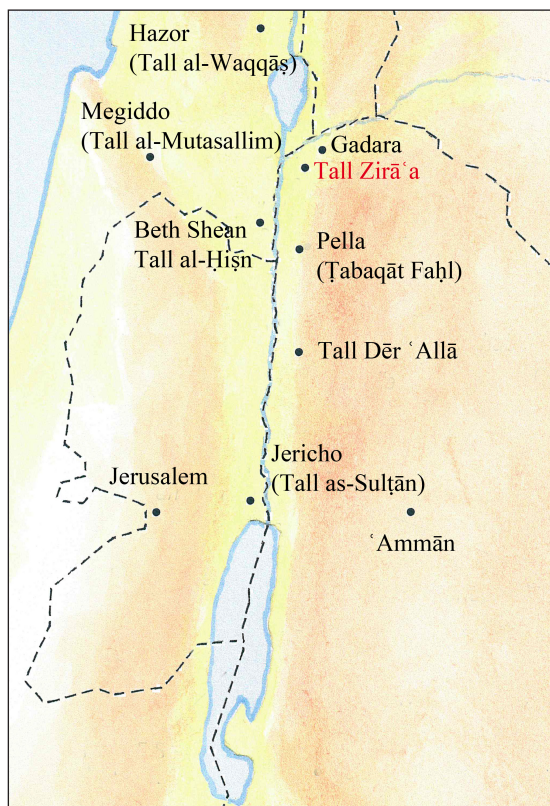 Hazor
(Tall al-Waqqāṣ)
Megiddo
(Tall al-Mutasallim)
Gadara
Tall Zirāʿa
Beth Shean
Tall al-Ḥiṣn
Pella
(Ṭabaqāt Faḥl)
Tall Dēr ʿAllā
Jericho
(Tall as-Sulṭān)
Jerusalem
ʿAmmān